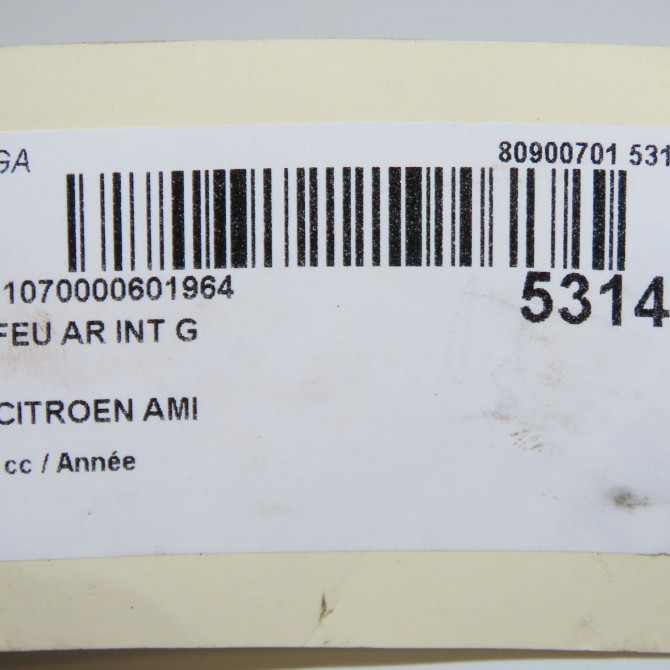 GA
80900701 531
1070000601964
5314
FEU AR INT G
CITROEN AMI
cc / Année